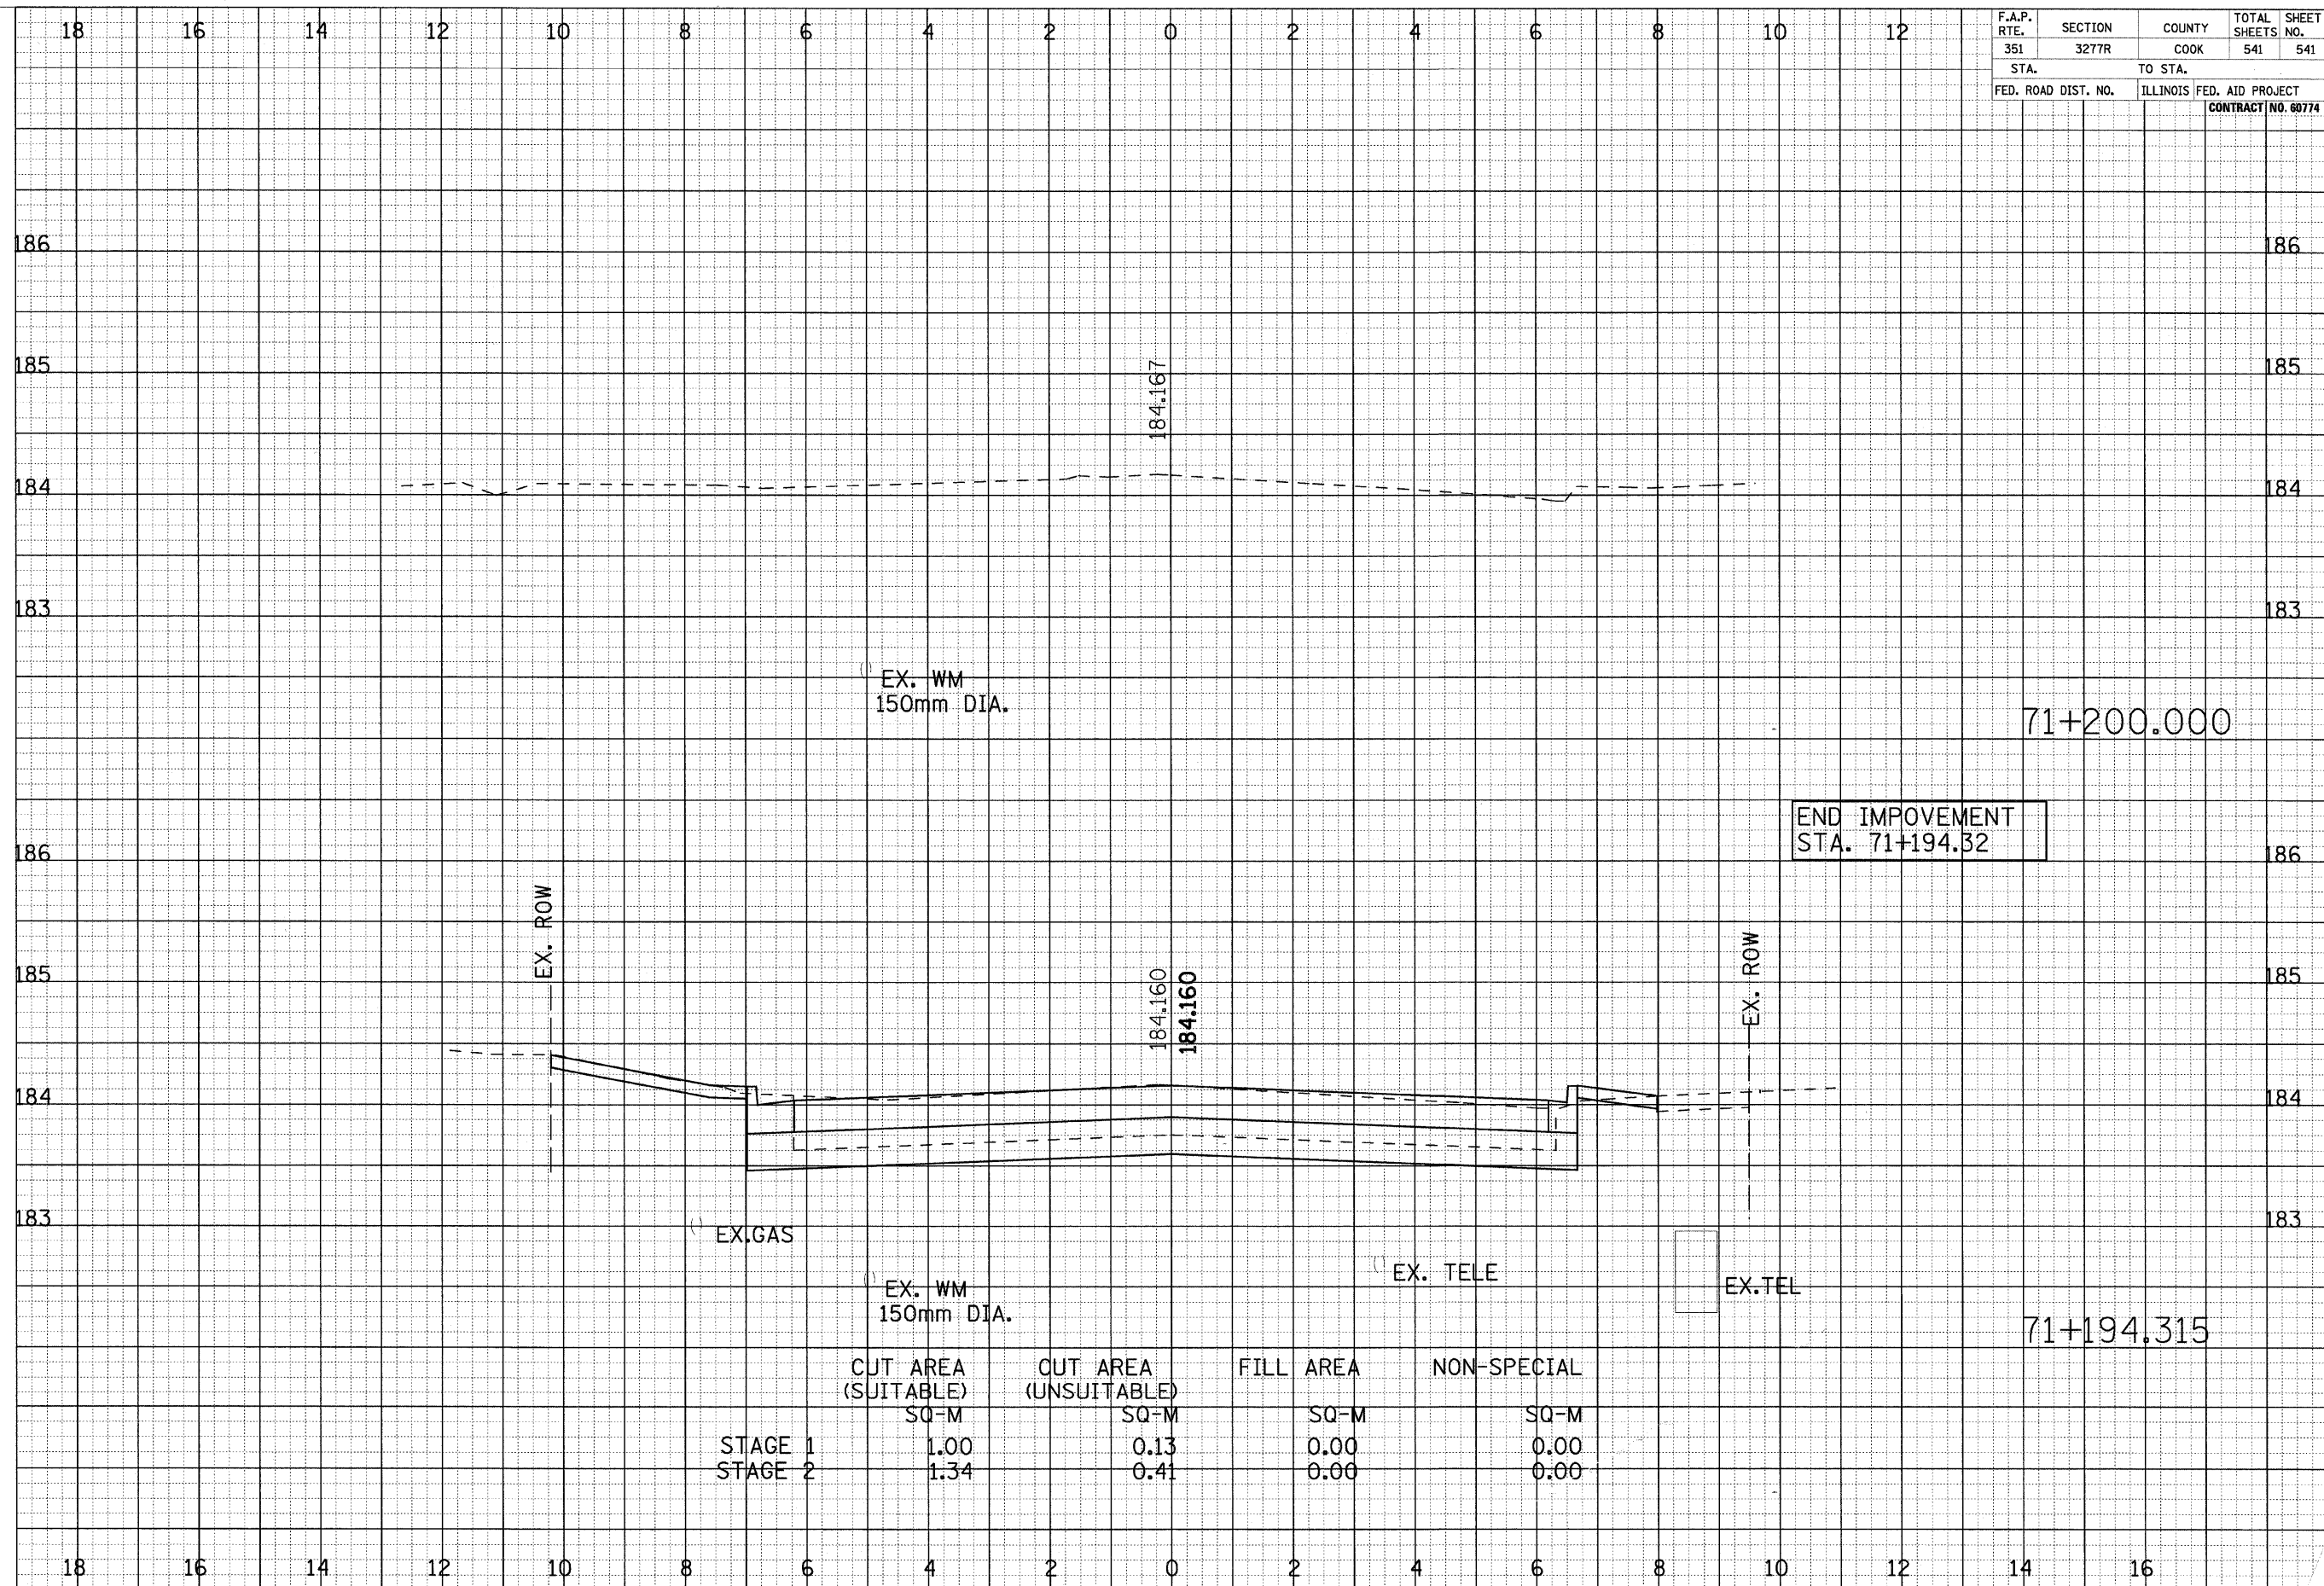 18 16 14 12 10 8 6 4 2 0 2 4 6 8 10 12
F.A.P. RTE. SECTION COUNTY TOTAL SHEETS SHEET NO.
351 3277R COOK 541 541
STA. TO STA.
FED. ROAD DIST. NO. ILLINOIS FED. AID PROJECT
CONTRACT NO. 60774
186 186
185 185
184.167
184 184
183 183
EX. WM
150mm DIA.
71+200.000
END IMPOVEMENT
STA. 71+194.32
186 186
EX. ROW
EX. ROW
185 185
184.160
184.160
184 184
183 183
EX.GAS
EX. TELE
EX.TEL
EX. WM
150mm DIA.
71+194.315
CUT AREA CUT AREA FILL AREA NON-SPECIAL
(SUITABLE) (UNSUITABLE)
SQ-M SQ-M SQ-M SQ-M
STAGE 1 1.00 0.13 0.00 0.00
STAGE 2 1.34 0.41 0.00 0.00
18 16 14 12 10 8 6 4 2 0 2 4 6 8 10 12 14 16